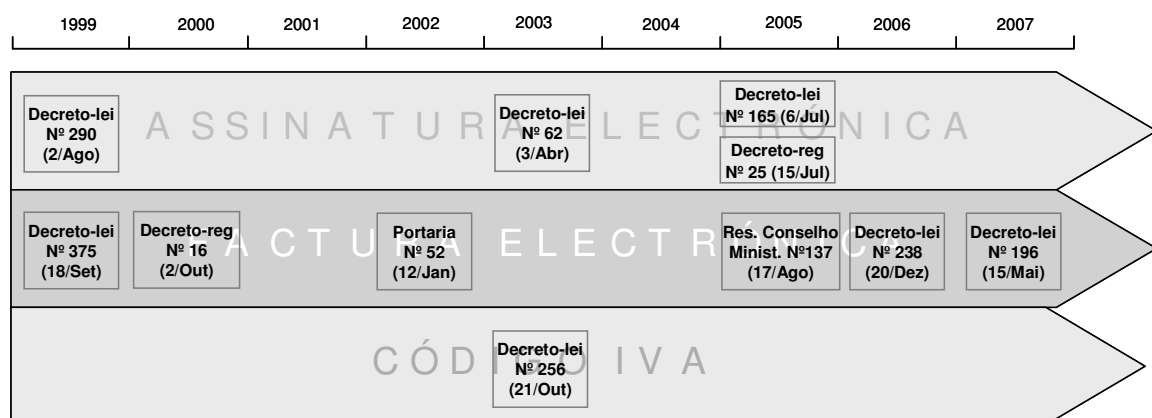 1999 2000 2001 2002 2003 2004 2005 2006 2007
ASSINATURA ELECTRÓNICA
Decreto-lei
Nº 290
(2/Ago)
Decreto-lei
Nº 62
(3/Abr)
Decreto-lei
Nº 165 (6/Jul)
Decreto-reg
Nº 25 (15/Jul)
FACTURA ELECTRÓNICA
Decreto-lei
Nº 375
(18/Set)
Decreto-reg
Nº 16
(2/Out)
Portaria
Nº 52
(12/Jan)
Res. Conselho
Minist. Nº137
(17/Ago)
Decreto-lei
Nº 238
(20/Dez)
Decreto-lei
Nº 196
(15/Mai)
CÓDIGO IVA
Decreto-lei
Nº 256
(21/Out)